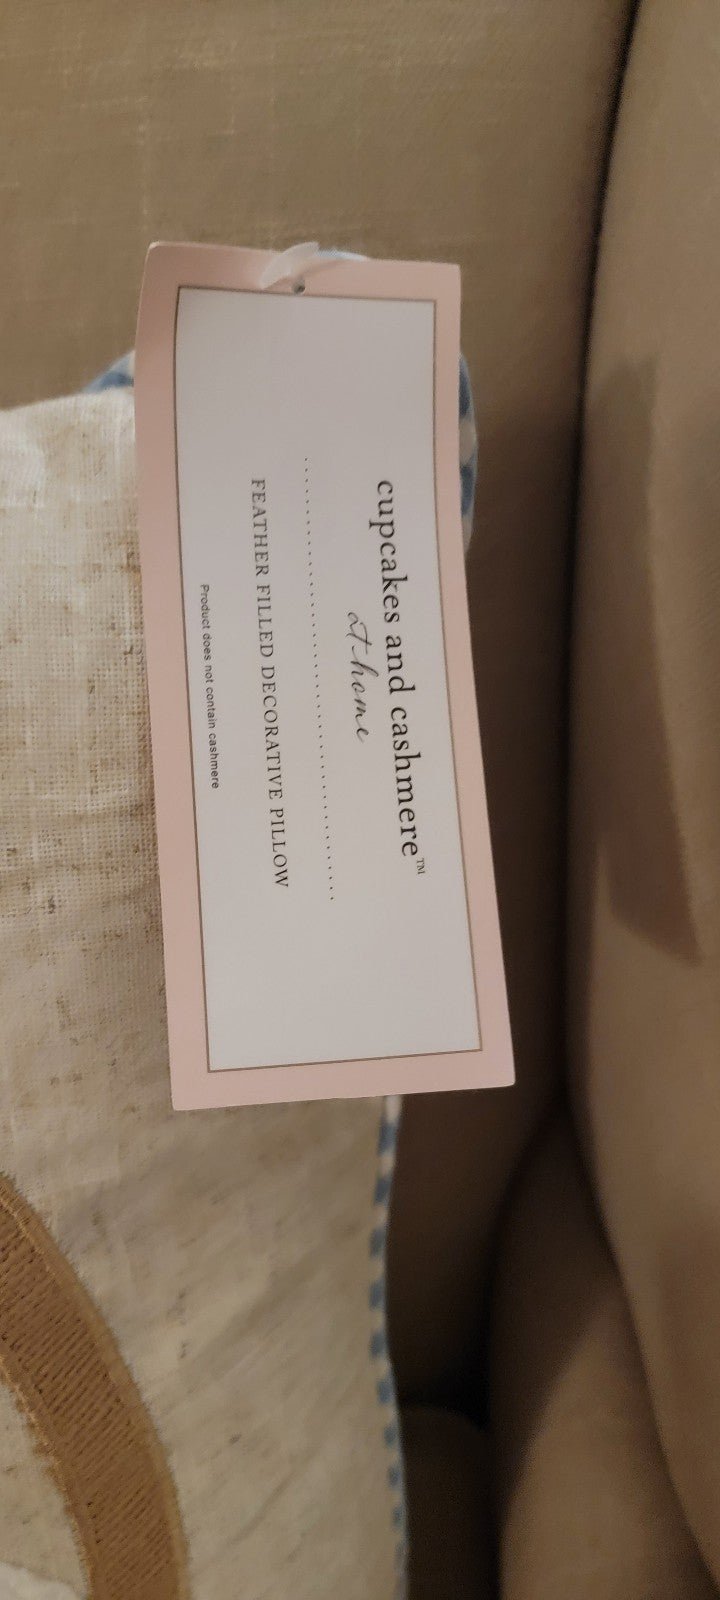 cupcakes and cashmere™
at home
FEATHER FILLED DECORATIVE PILLOW
Product does not contain cashmere